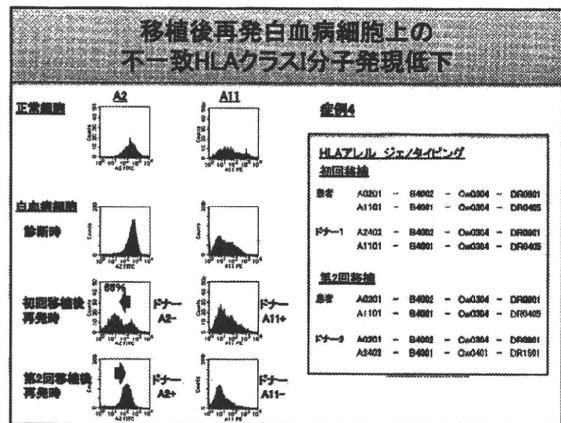 移植後再発白血病細胞上の
不一致HLAクラスI分子発現低下
A2
A11
正常細胞
白血病細胞
診断時
初回移植後
再発時
88%
ドナー
A2-
ドナー
A11+
第2回移植後
再発時
ドナー
A2+
ドナー
A11-
症例4
HLAアレル ジェノタイピング
初回移植
患者 A0201 - B4002 - Cw0304 - DR0901
A1101 - B4001 - Cw0304 - DR0405
ドナー1 A2402 - B4002 - Cw0304 - DR0901
A1101 - B4001 - Cw0304 - DR0405
第2回移植
患者 A0201 - B4002 - Cw0304 - DR0901
A1101 - B4001 - Cw0304 - DR0405
ドナー2 A0201 - B4002 - Cw0304 - DR0901
A2402 - B4001 - Cw0401 - DR1501